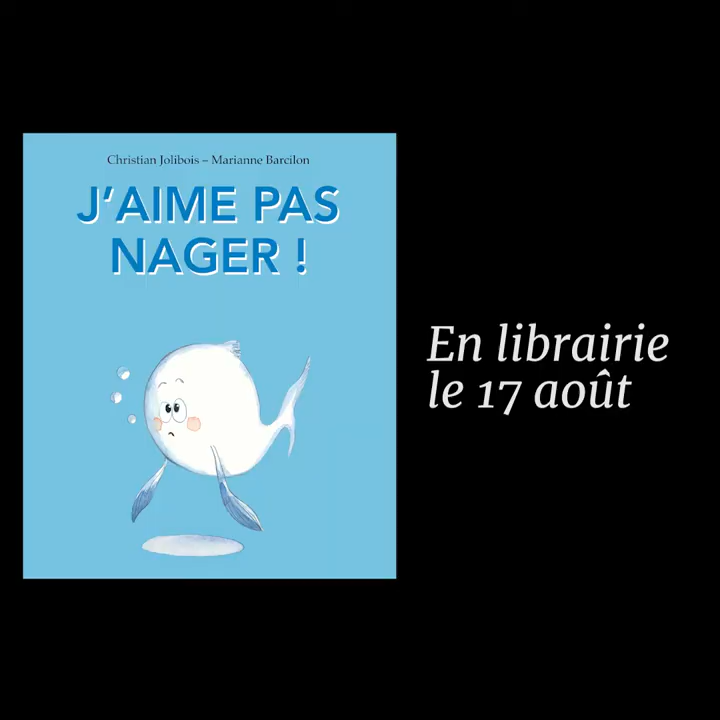 Christian Jolibois – Marianne Barcilon
J'AIME PAS
NAGER !
En librairie
le 17 août